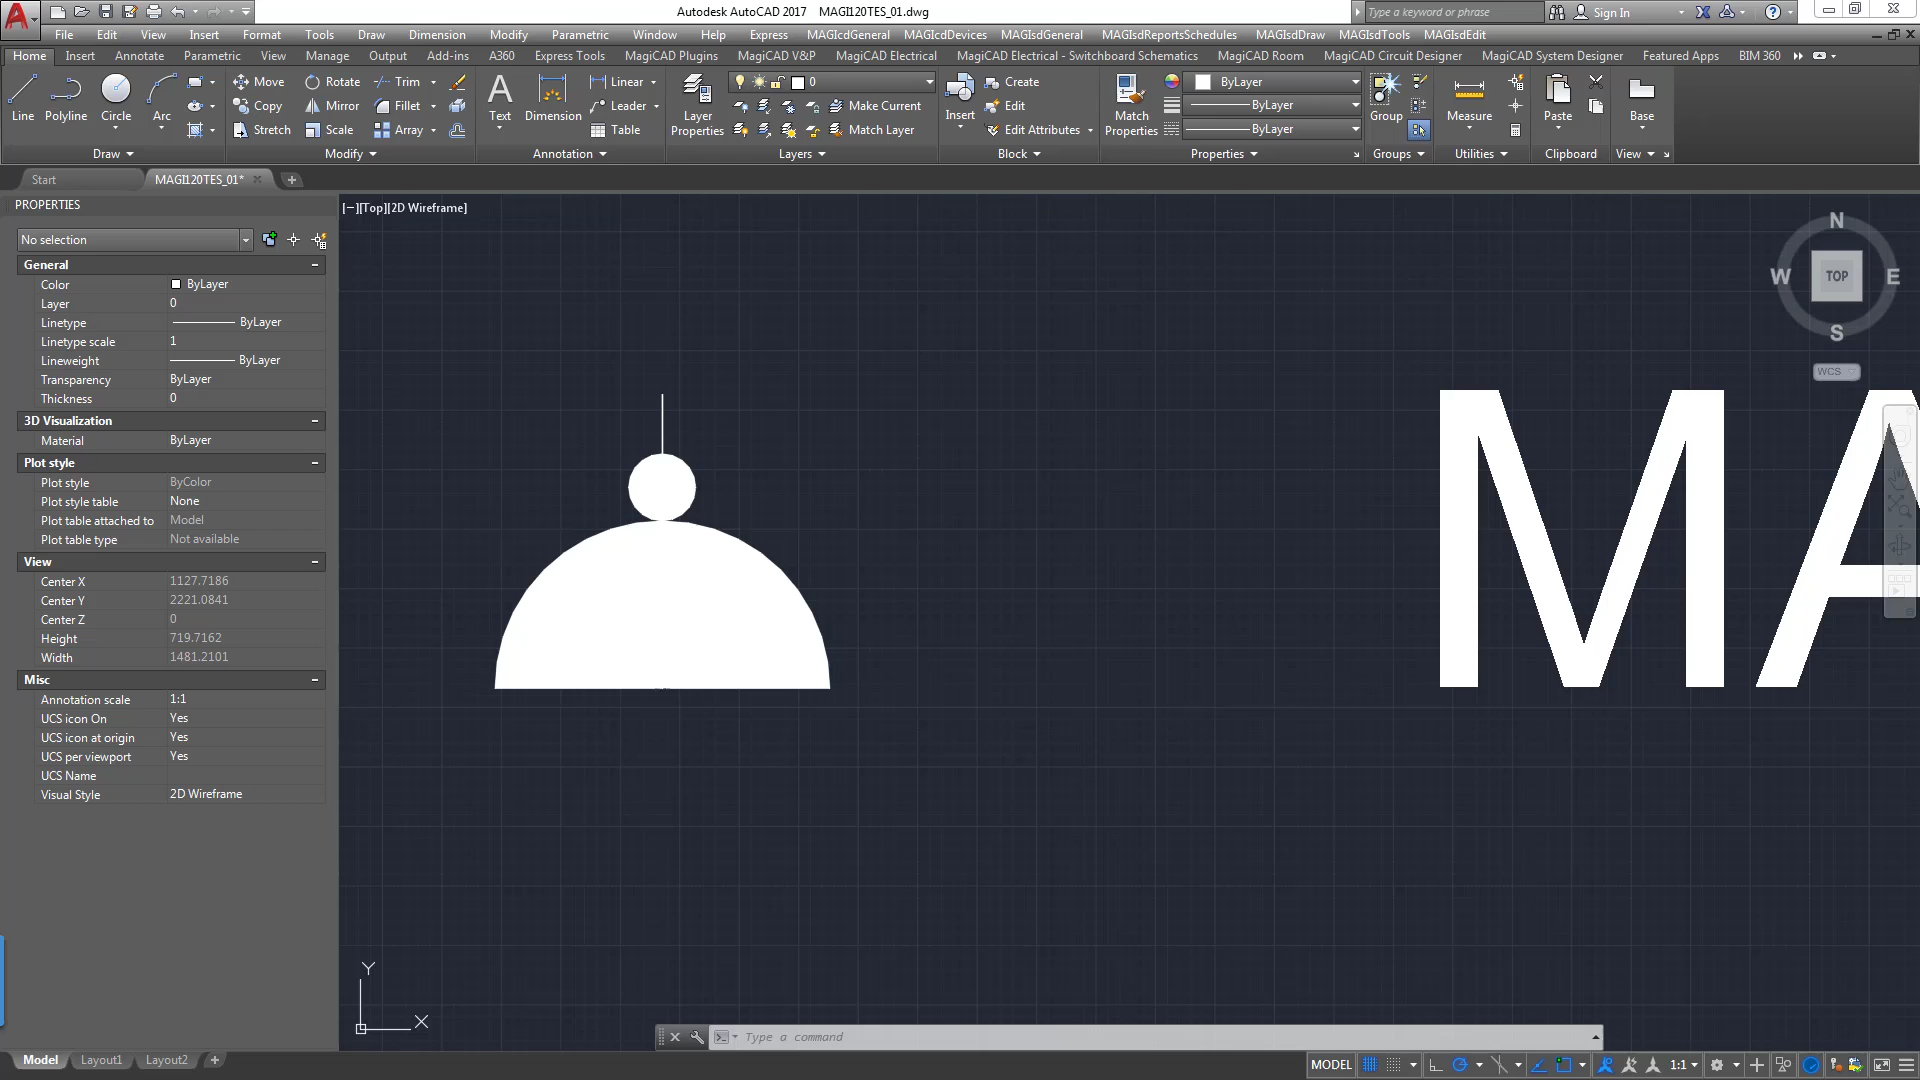 Autodesk AutoCAD 2017 MAGI120TES_01.dwg
Type a keyword or phrase
Sign In
File Edit View Insert Format Tools Draw Dimension Modify Parametric Window Help Express MAGIcdGeneral MAGIcdDevices MAGIsdGeneral MAGIsdReportsSchedules MAGIsdDraw MAGIsdTools MAGIsdEdit
Home Insert Annotate Parametric View Manage Output Add-ins A360 Express Tools MagiCAD Plugins MagiCAD V&P MagiCAD Electrical MagiCAD Electrical - Switchboard Schematics MagiCAD Room MagiCAD Circuit Designer MagiCAD System Designer Featured Apps BIM 360
Line Polyline Circle Arc
Move Rotate Trim
Copy Mirror Fillet
Stretch Scale Array
Text Dimension
Linear
Leader
Table
Layer Properties
0
Make Current
Match Layer
Insert
Create
Edit
Edit Attributes
Match Properties
ByLayer
ByLayer
ByLayer
Group
Measure
Paste
Base
Draw Modify Annotation Layers Block Properties Groups Utilities Clipboard View
Start MAGI120TES_01*
PROPERTIES
No selection
General
Color ByLayer
Layer 0
Linetype ByLayer
Linetype scale 1
Lineweight ByLayer
Transparency ByLayer
Thickness 0
3D Visualization
Material ByLayer
Plot style
Plot style ByColor
Plot style table None
Plot table attached to Model
Plot table type Not available
View
Center X 1127.7186
Center Y 2221.0841
Center Z 0
Height 719.7162
Width 1481.2101
Misc
Annotation scale 1:1
UCS icon On Yes
UCS icon at origin Yes
UCS per viewport Yes
UCS Name
Visual Style 2D Wireframe
[−][Top][2D Wireframe]
N
W TOP E
S
WCS
MA
Y
X
Type a command
Model Layout1 Layout2
MODEL 1:1